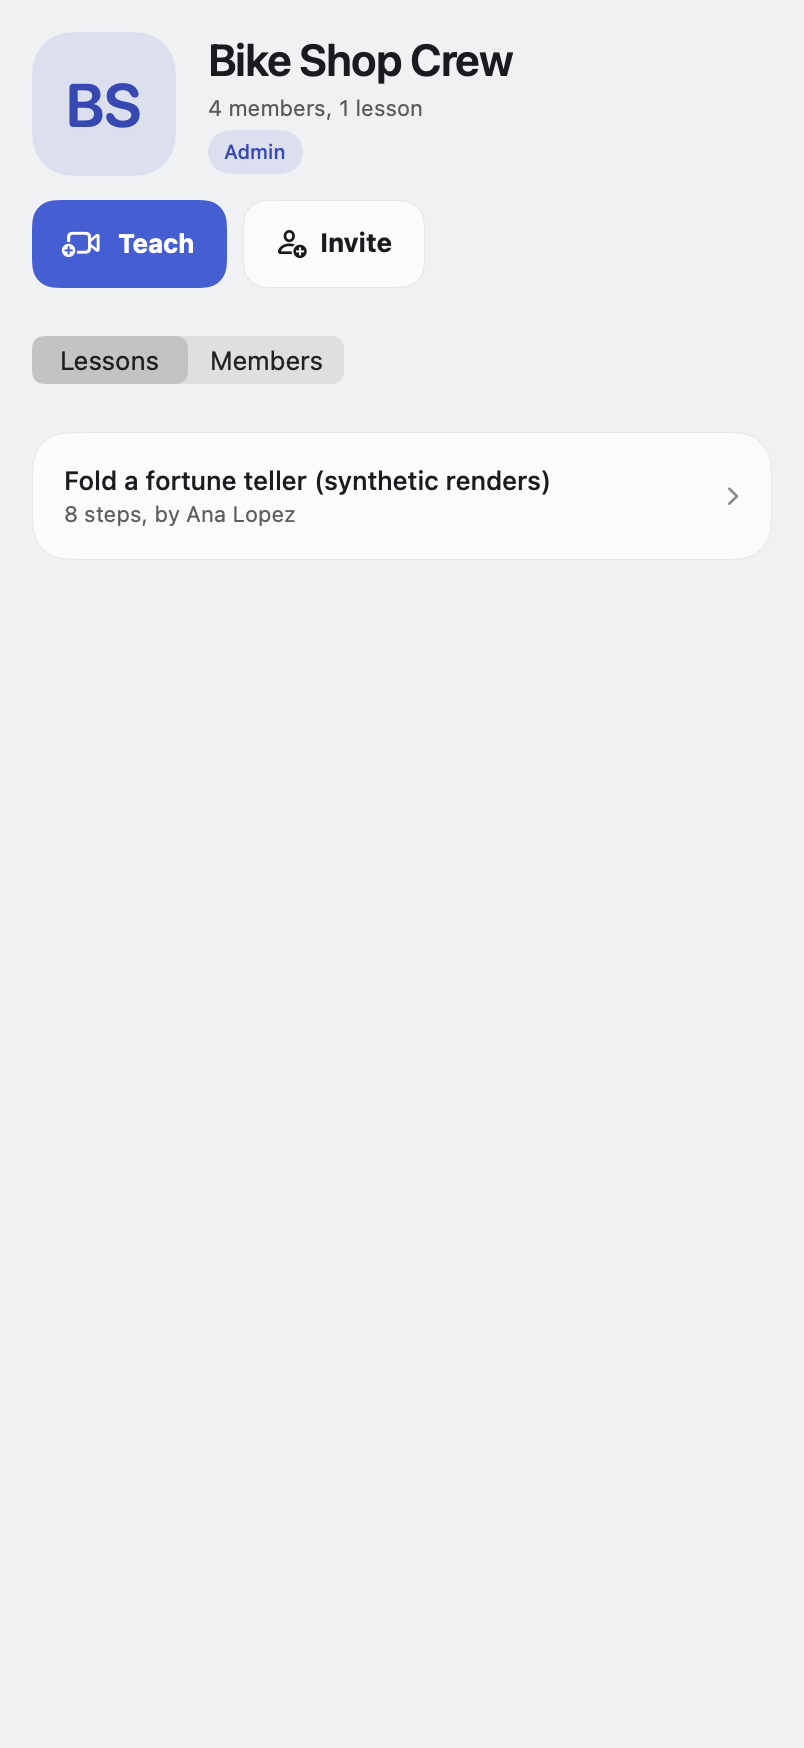 BS
Bike Shop Crew
4 members, 1 lesson
Admin
Teach
Invite
Lessons
Members
Fold a fortune teller (synthetic renders)
8 steps, by Ana Lopez